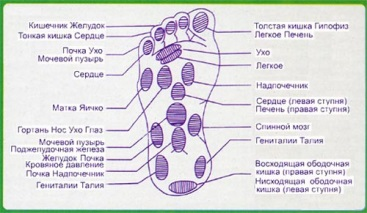 Кишечник Желудок
Тонкая кишка Сердце
Почка Ухо
Мочевой пузырь
Сердце
Матка Яичко
Гортань Нос Ухо Глаз
Мочевой пузырь
Поджелудочная железа
Желудок Почка
Кровяное давление
Почка Надпочечник
Гениталии Талия
Толстая кишка Гипофиз
Легкое Печень
Ухо
Легкое
Надпочечник
Сердце (левая ступня)
Печень (правая ступня)
Спинной мозг
Гениталии Талия
Восходящая ободочная
кишка (правая ступня)
Нисходящая ободочная
кишка (левая ступня)